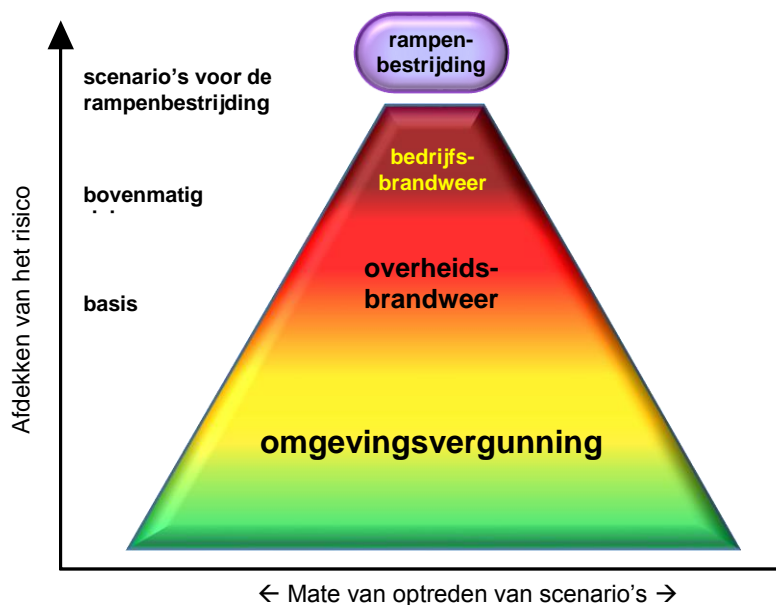 rampen-
bestrijding
scenario's voor de
rampenbestrijding
bedrijfs-
brandweer
bovenmatig
overheids-
brandweer
basis
omgevingsvergunning
Afdekken van het risico
← Mate van optreden van scenario's →